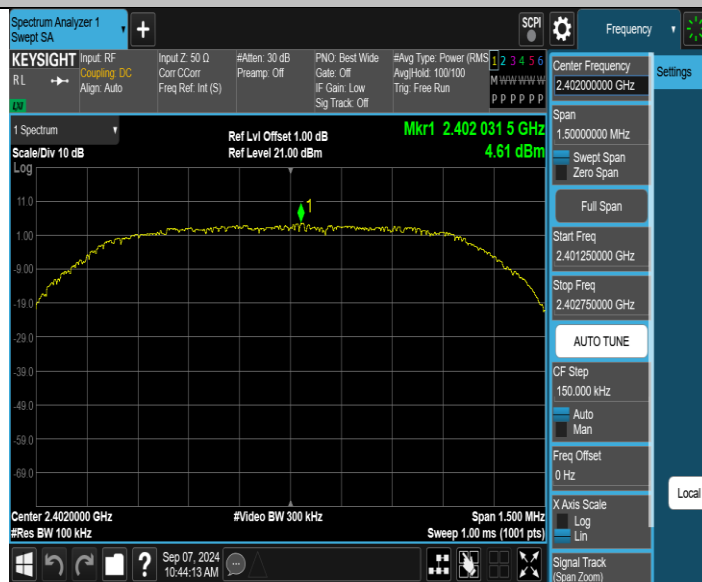 Spectrum Analyzer 1
Swept SA
+
SCPI
Frequency
KEYSIGHT
R L
LXI
Input: RF
Coupling: DC
Align: Auto
Input Z: 50 Ω
Corr CCorr
Freq Ref: Int (S)
#Atten: 30 dB
Preamp: Off
PNO: Best Wide
Gate: Off
IF Gain: Low
Sig Track: Off
#Avg Type: Power (RMS
Avg|Hold: 100/100
Trig: Free Run
1 2 3 4 5 6
M W W W W W
P P P P P P
1 Spectrum
Scale/Div 10 dB
Log
Ref Lvl Offset 1.00 dB
Ref Level 21.00 dBm
Mkr1 2.402 031 5 GHz
4.61 dBm
1
11.0
1.00
-9.00
-19.0
-29.0
-39.0
-49.0
-59.0
-69.0
Center 2.4020000 GHz
#Res BW 100 kHz
#Video BW 300 kHz
Span 1.500 MHz
Sweep 1.00 ms (1001 pts)
Sep 07, 2024
10:44:13 AM
?
Center Frequency
2.402000000 GHz
Span
1.50000000 MHz
Swept Span
Zero Span
Full Span
Start Freq
2.401250000 GHz
Stop Freq
2.402750000 GHz
AUTO TUNE
CF Step
150.000 kHz
Auto
Man
Freq Offset
0 Hz
X Axis Scale
Log
Lin
Signal Track
(Span Zoom)
Settings
Local